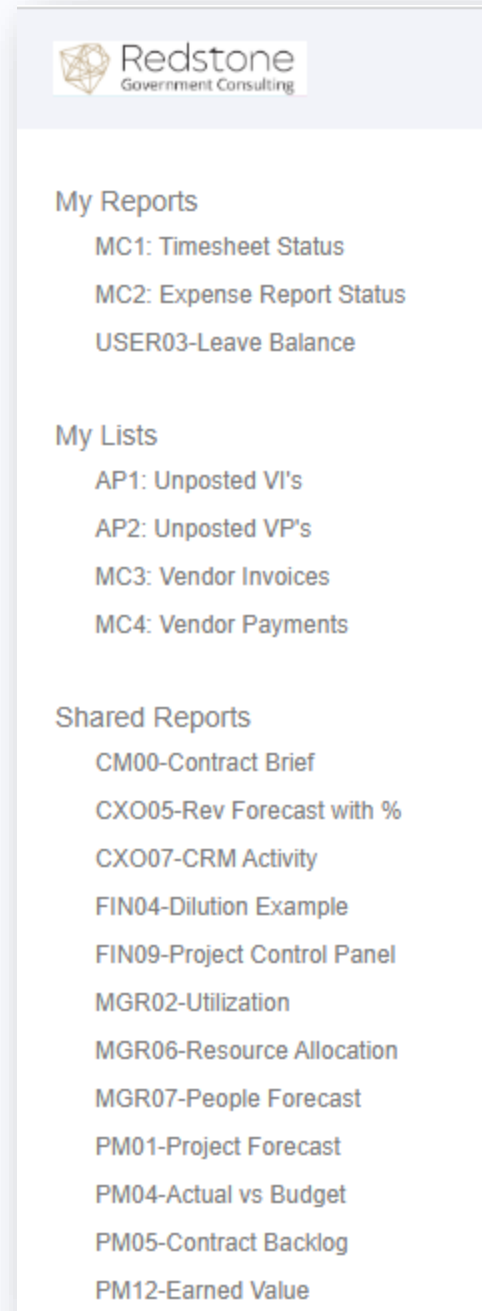 Redstone
Government Consulting
My Reports
MC1: Timesheet Status
MC2: Expense Report Status
USER03-Leave Balance
My Lists
AP1: Unposted VI's
AP2: Unposted VP's
MC3: Vendor Invoices
MC4: Vendor Payments
Shared Reports
CM00-Contract Brief
CXO05-Rev Forecast with %
CXO07-CRM Activity
FIN04-Dilution Example
FIN09-Project Control Panel
MGR02-Utilization
MGR06-Resource Allocation
MGR07-People Forecast
PM01-Project Forecast
PM04-Actual vs Budget
PM05-Contract Backlog
PM12-Earned Value